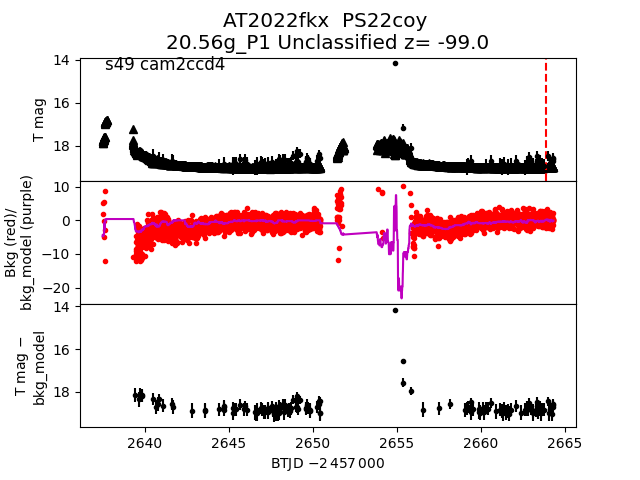 AT2022fkx  PS22coy
20.56g_P1 Unclassified z= -99.0
s49 cam2ccd4
14
16
18
T mag
10
0
−10
−20
Bkg (red)/
bkg_model (purple)
14
16
18
T mag −
bkg_model
2640 2645 2650 2655 2660 2665
BTJD −2 457 000